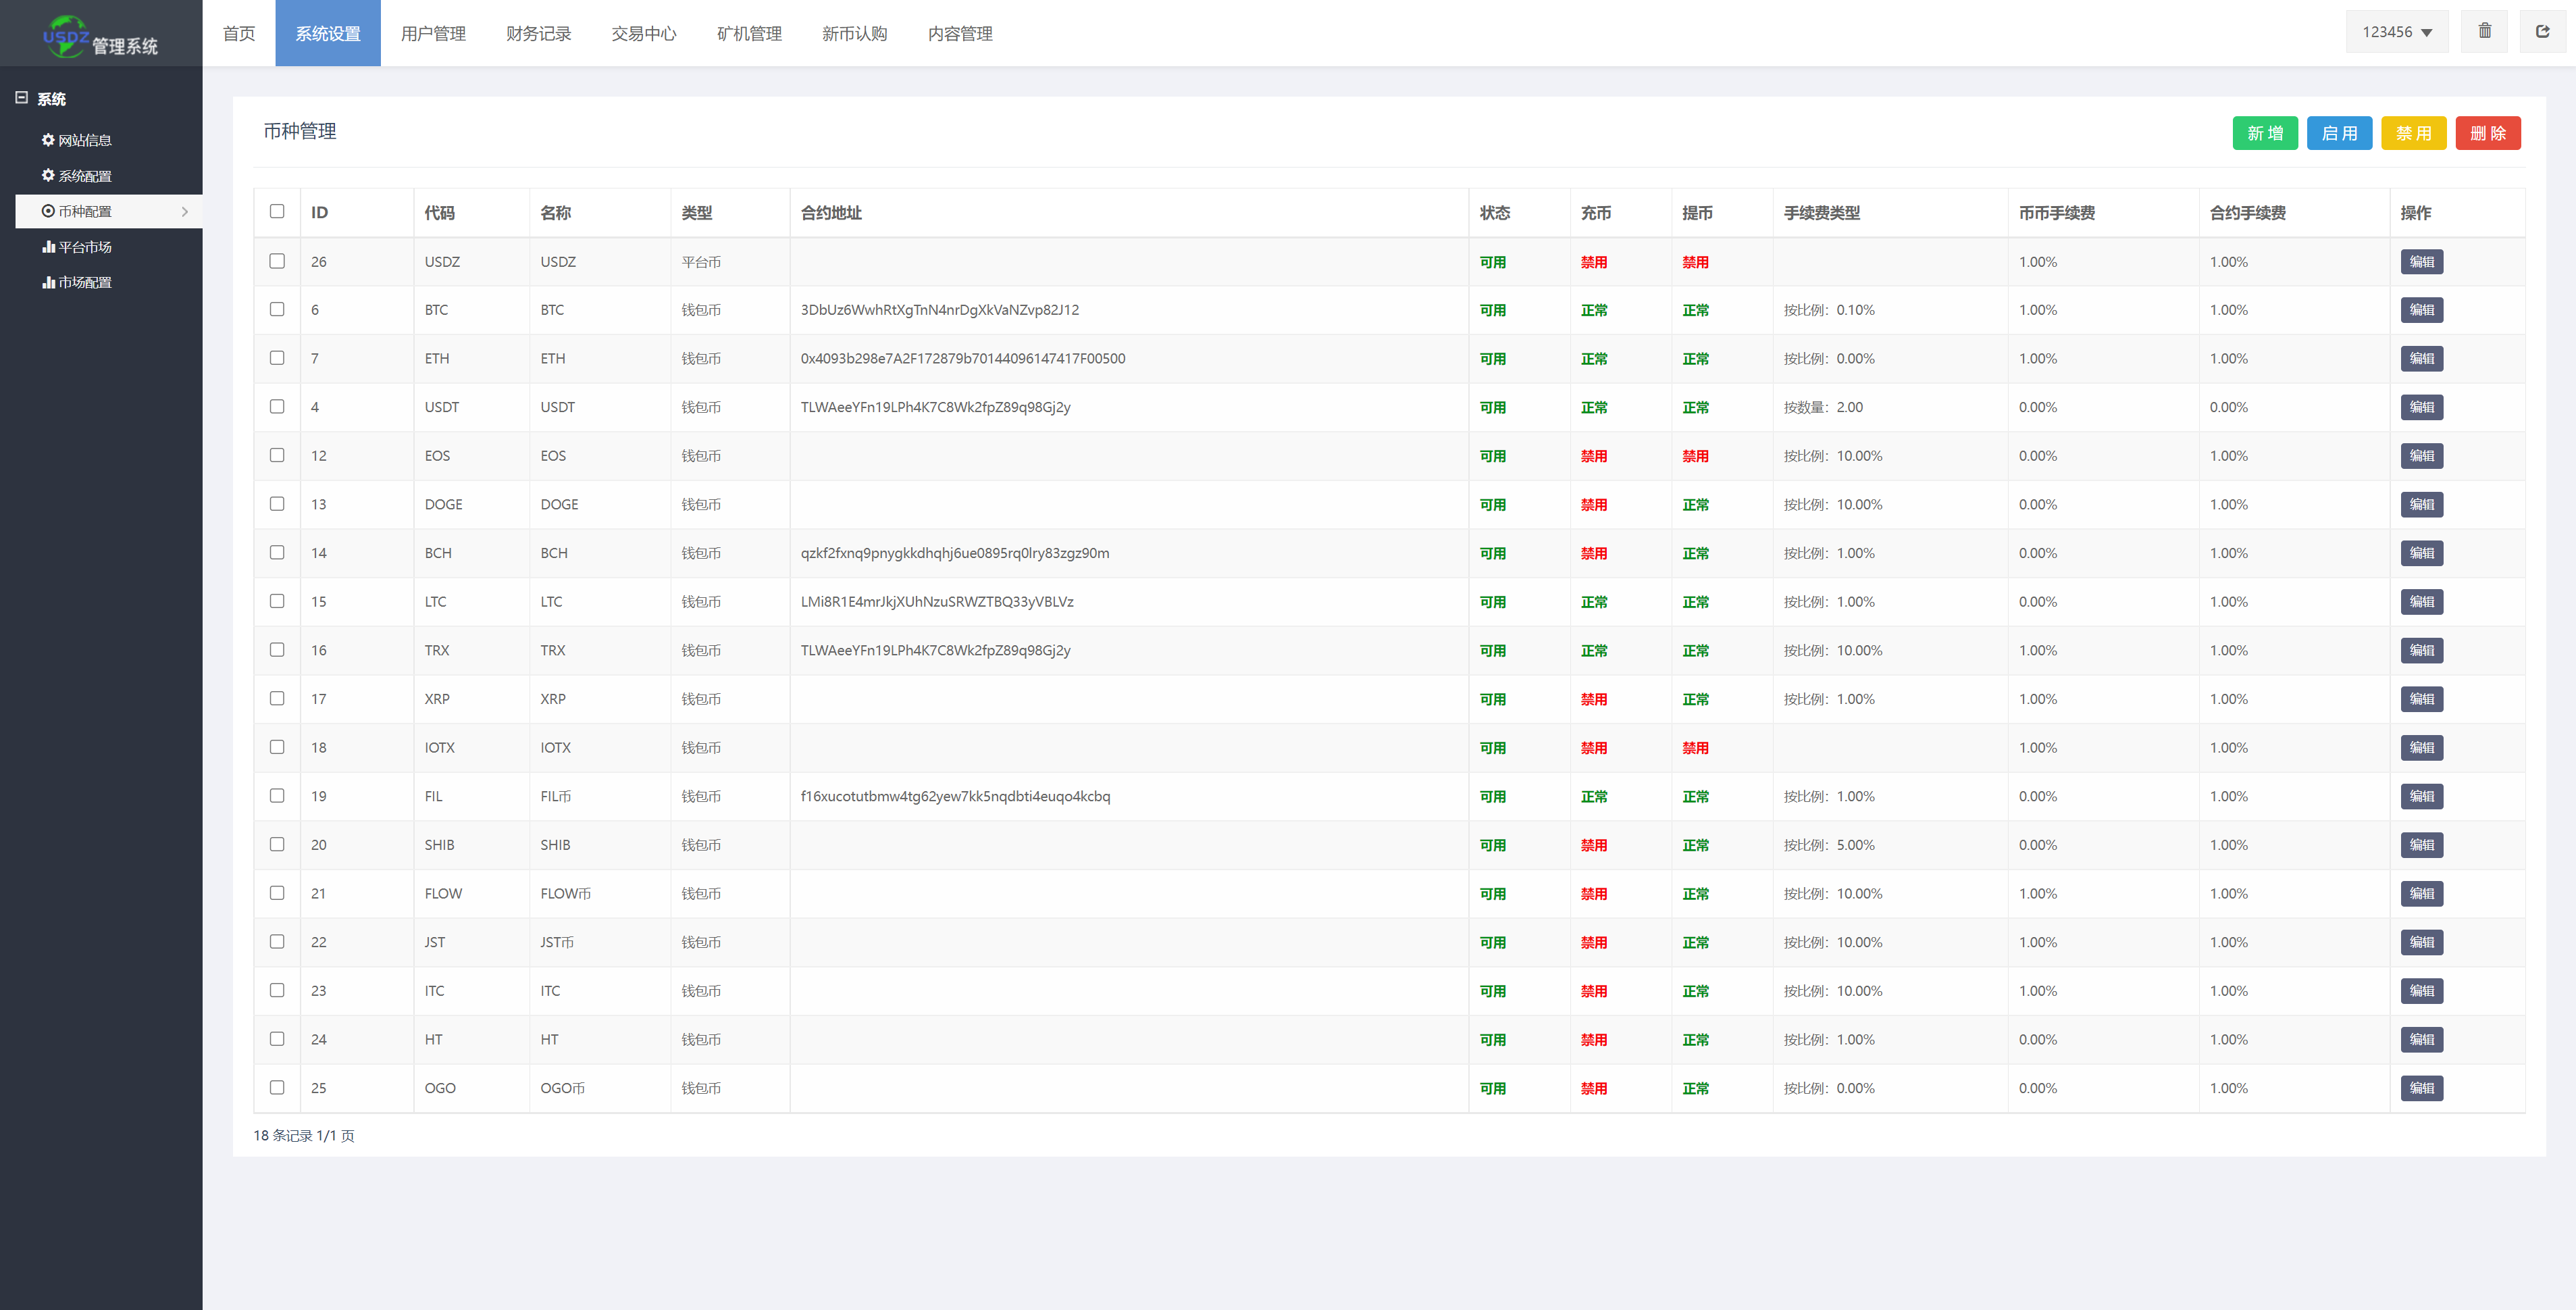 USDZ 管理系统
首页 系统设置 用户管理 财务记录 交易中心 矿机管理 新币认购 内容管理 123456
系统
网站信息
系统配置
币种配置
平台市场
市场配置
币种管理 新 增 启 用 禁 用 删 除
ID 代码 名称 类型 合约地址 状态 充币 提币 手续费类型 币币手续费 合约手续费 操作
26 USDZ USDZ 平台币 可用 禁用 禁用 1.00% 1.00% 编辑
6 BTC BTC 钱包币 3DbUz6WwhRtXgTnN4nrDgXkVaNZvp82J12 可用 正常 正常 按比例：0.10% 1.00% 1.00% 编辑
7 ETH ETH 钱包币 0x4093b298e7A2F172879b70144096147417F00500 可用 正常 正常 按比例：0.00% 1.00% 1.00% 编辑
4 USDT USDT 钱包币 TLWAeeYFn19LPh4K7C8Wk2fpZ89q98Gj2y 可用 正常 正常 按数量：2.00 0.00% 0.00% 编辑
12 EOS EOS 钱包币 可用 禁用 禁用 按比例：10.00% 0.00% 1.00% 编辑
13 DOGE DOGE 钱包币 可用 禁用 正常 按比例：10.00% 0.00% 1.00% 编辑
14 BCH BCH 钱包币 qzkf2fxnq9pnygkkdhqhj6ue0895rq0lry83zgz90m 可用 禁用 正常 按比例：1.00% 0.00% 1.00% 编辑
15 LTC LTC 钱包币 LMi8R1E4mrJkjXUhNzuSRWZTBQ33yVBLVz 可用 正常 正常 按比例：1.00% 0.00% 1.00% 编辑
16 TRX TRX 钱包币 TLWAeeYFn19LPh4K7C8Wk2fpZ89q98Gj2y 可用 正常 正常 按比例：10.00% 1.00% 1.00% 编辑
17 XRP XRP 钱包币 可用 禁用 正常 按比例：1.00% 1.00% 1.00% 编辑
18 IOTX IOTX 钱包币 可用 禁用 禁用 1.00% 1.00% 编辑
19 FIL FIL币 钱包币 f16xucotutbmw4tg62yew7kk5nqdbti4euqo4kcbq 可用 正常 正常 按比例：1.00% 0.00% 1.00% 编辑
20 SHIB SHIB 钱包币 可用 禁用 正常 按比例：5.00% 0.00% 1.00% 编辑
21 FLOW FLOW币 钱包币 可用 禁用 正常 按比例：10.00% 1.00% 1.00% 编辑
22 JST JST币 钱包币 可用 禁用 正常 按比例：10.00% 1.00% 1.00% 编辑
23 ITC ITC 钱包币 可用 禁用 正常 按比例：10.00% 1.00% 1.00% 编辑
24 HT HT 钱包币 可用 禁用 正常 按比例：1.00% 0.00% 1.00% 编辑
25 OGO OGO币 钱包币 可用 禁用 正常 按比例：0.00% 0.00% 1.00% 编辑
18 条记录 1/1 页